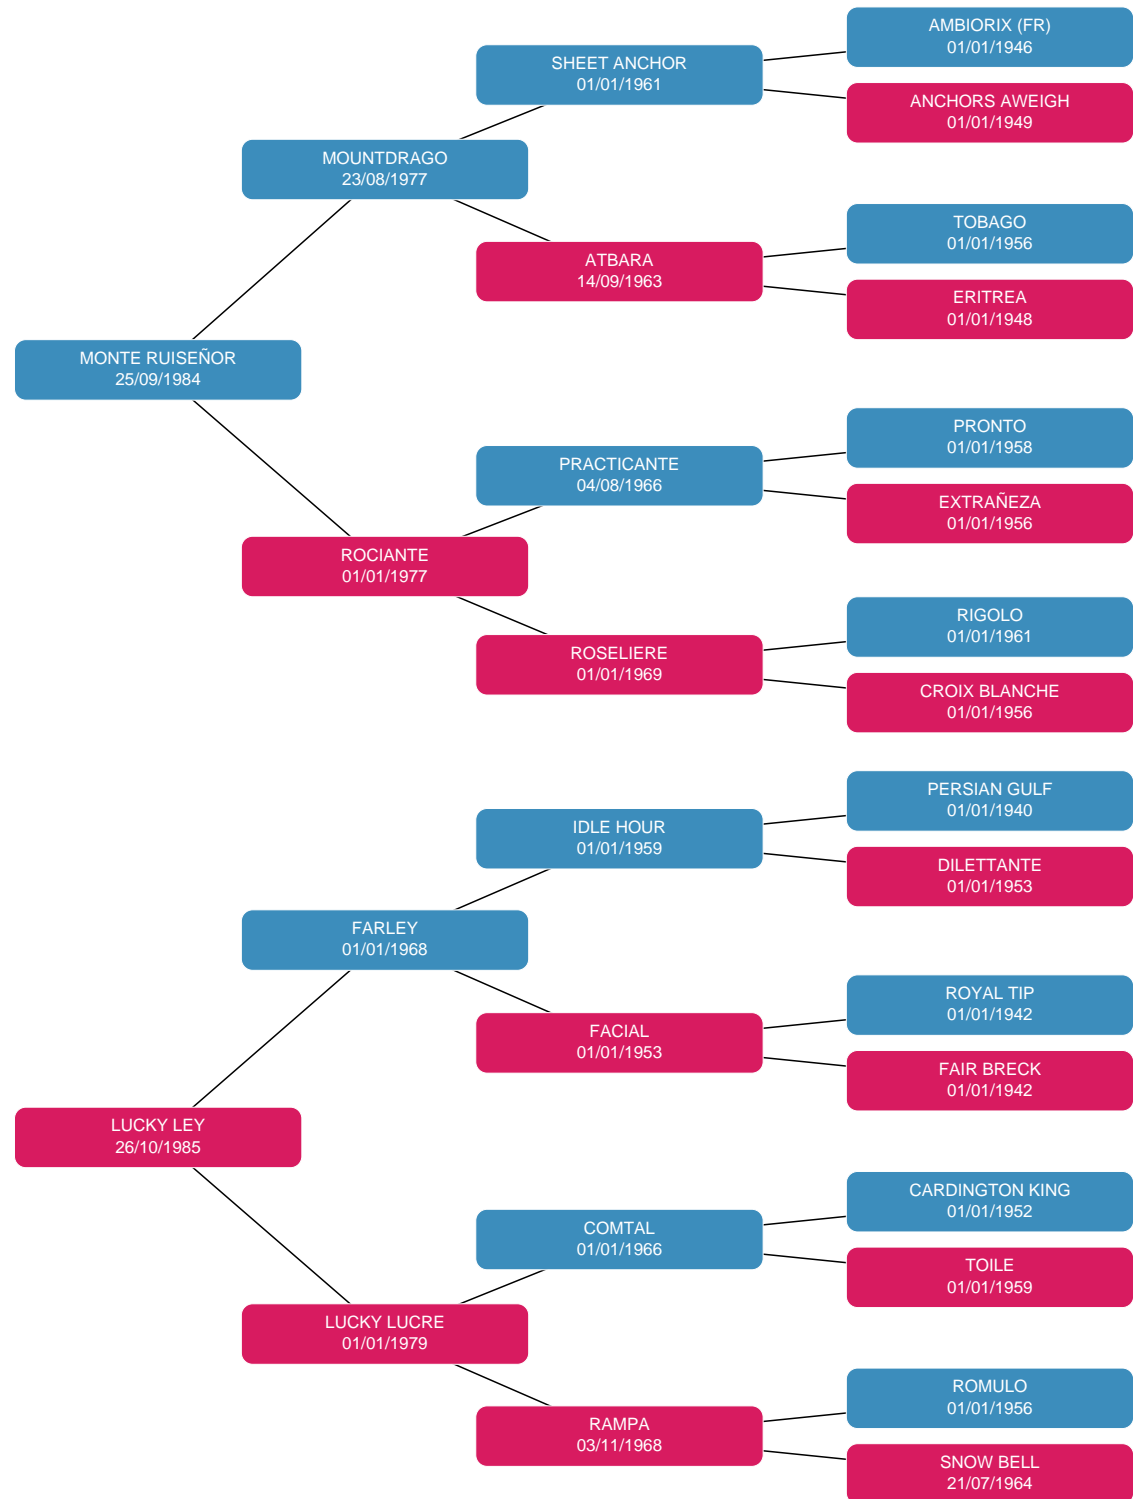 AMBIORIX (FR)
01/01/1946
SHEET ANCHOR
01/01/1961
ANCHORS AWEIGH
01/01/1949
MOUNTDRAGO
23/08/1977
TOBAGO
01/01/1956
ATBARA
14/09/1963
ERITREA
01/01/1948
MONTE RUISEÑOR
25/09/1984
PRONTO
01/01/1958
PRACTICANTE
04/08/1966
EXTRAÑEZA
01/01/1956
ROCIANTE
01/01/1977
RIGOLO
01/01/1961
ROSELIERE
01/01/1969
CROIX BLANCHE
01/01/1956
PERSIAN GULF
01/01/1940
IDLE HOUR
01/01/1959
DILETTANTE
01/01/1953
FARLEY
01/01/1968
ROYAL TIP
01/01/1942
FACIAL
01/01/1953
FAIR BRECK
01/01/1942
LUCKY LEY
26/10/1985
CARDINGTON KING
01/01/1952
COMTAL
01/01/1966
TOILE
01/01/1959
LUCKY LUCRE
01/01/1979
ROMULO
01/01/1956
RAMPA
03/11/1968
SNOW BELL
21/07/1964